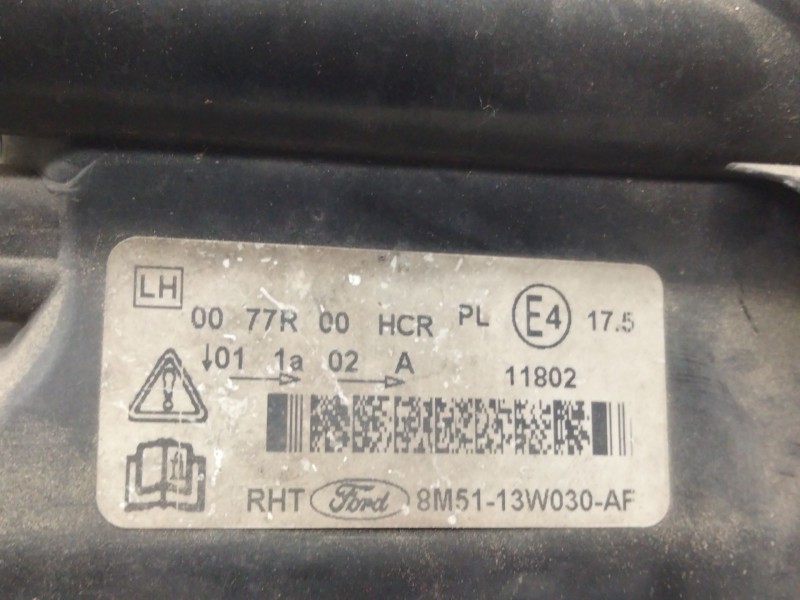 LH
00 77R 00 HCR PL E4 17.5
↓01 1a 02 A 11802
RHT Ford 8M51-13W030-AF